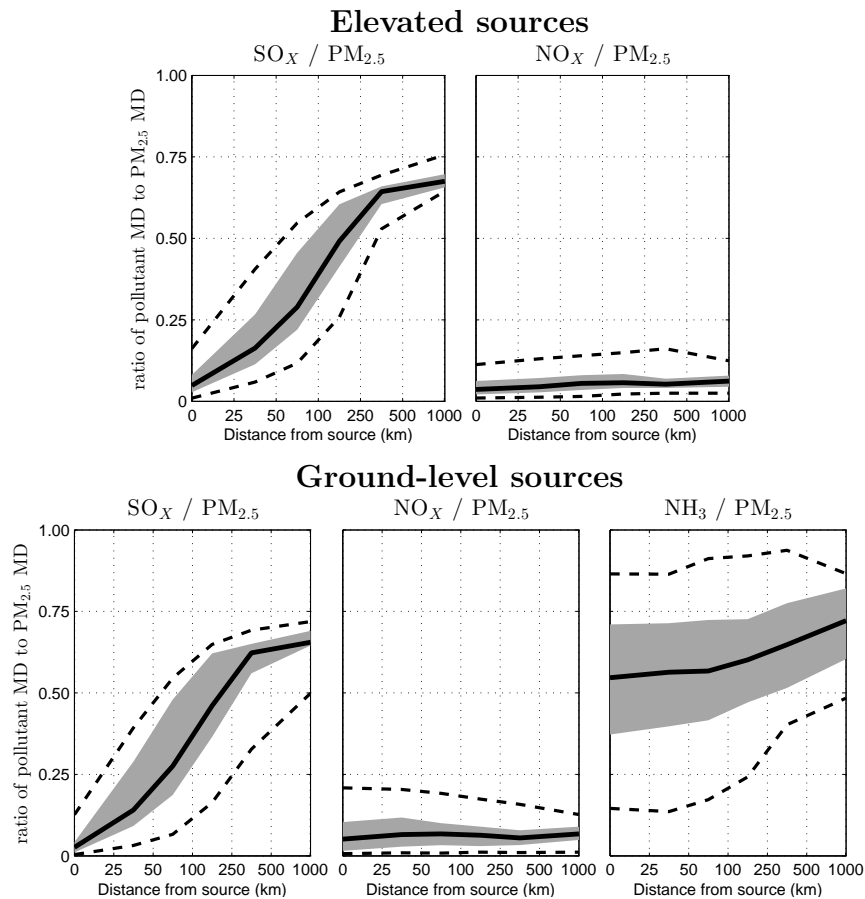 Elevated sources
SO_X / PM_2.5
NO_X / PM_2.5
ratio of pollutant MD to PM_2.5 MD
1.00
0.75
0.50
0.25
0
0 25 50 100 250 500 1000
Distance from source (km)
0 25 50 100 250 500 1000
Distance from source (km)
Ground-level sources
SO_X / PM_2.5
NO_X / PM_2.5
NH_3 / PM_2.5
ratio of pollutant MD to PM_2.5 MD
1.00
0.75
0.50
0.25
0
0 25 50 100 250 500 1000
Distance from source (km)
0 25 50 100 250 500 1000
Distance from source (km)
0 25 50 100 250 500 1000
Distance from source (km)